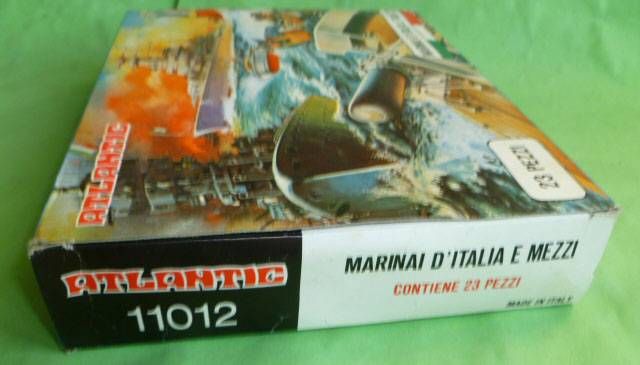 ATLANTIC
23 PEZZI
ATLANTIC
11012
MARINAI D'ITALIA E MEZZI
CONTIENE 23 PEZZI
MADE IN ITALY